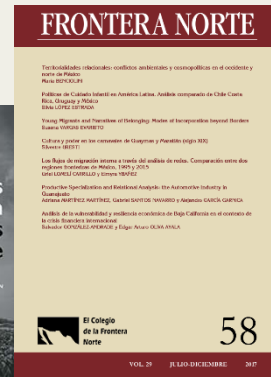 FRONTERA NORTE
Territorialidades relacionales: conflictos ambientales y cosmopolíticas en el occidente y
norte de México
María
Políticas de Cuidado Infantil en América Latina. Análisis comparado de Chile Costa
Rica, Uruguay y México
Silvia LÓPEZ ESTRADA
Young Migrants and Narratives of Belonging: Modes of Incorporation beyond Borders
Susana VARGAS EVARISTO
Cultura y poder en los carnavales de Guaymas y Mazatlán (siglo XIX)
Silvestre
Los flujos de migración interna a través del análisis de redes. Comparación entre dos
regiones fronterizas de México, 1995 y 2015
Uriel LOMELÍ CARRILLO y Eimyra YBÁÑEZ
Productive Specialization and Relational Analysis: the Automotive Industry in
Guanajuato
Adriana MARTÍNEZ MARTÍNEZ, Gabriel SANTOS NAVARRO y Alejandro GARCÍA GARNICA
Análisis de la vulnerabilidad y resiliencia económica de Baja California en el contexto de
la crisis financiera internacional
Salvador GONZÁLEZ ANDRADE y Edgar Arturo OLIVA AYALA
El Colegio
de la Frontera
Norte
58
VOL. 29 JULIO-DICIEMBRE 2017